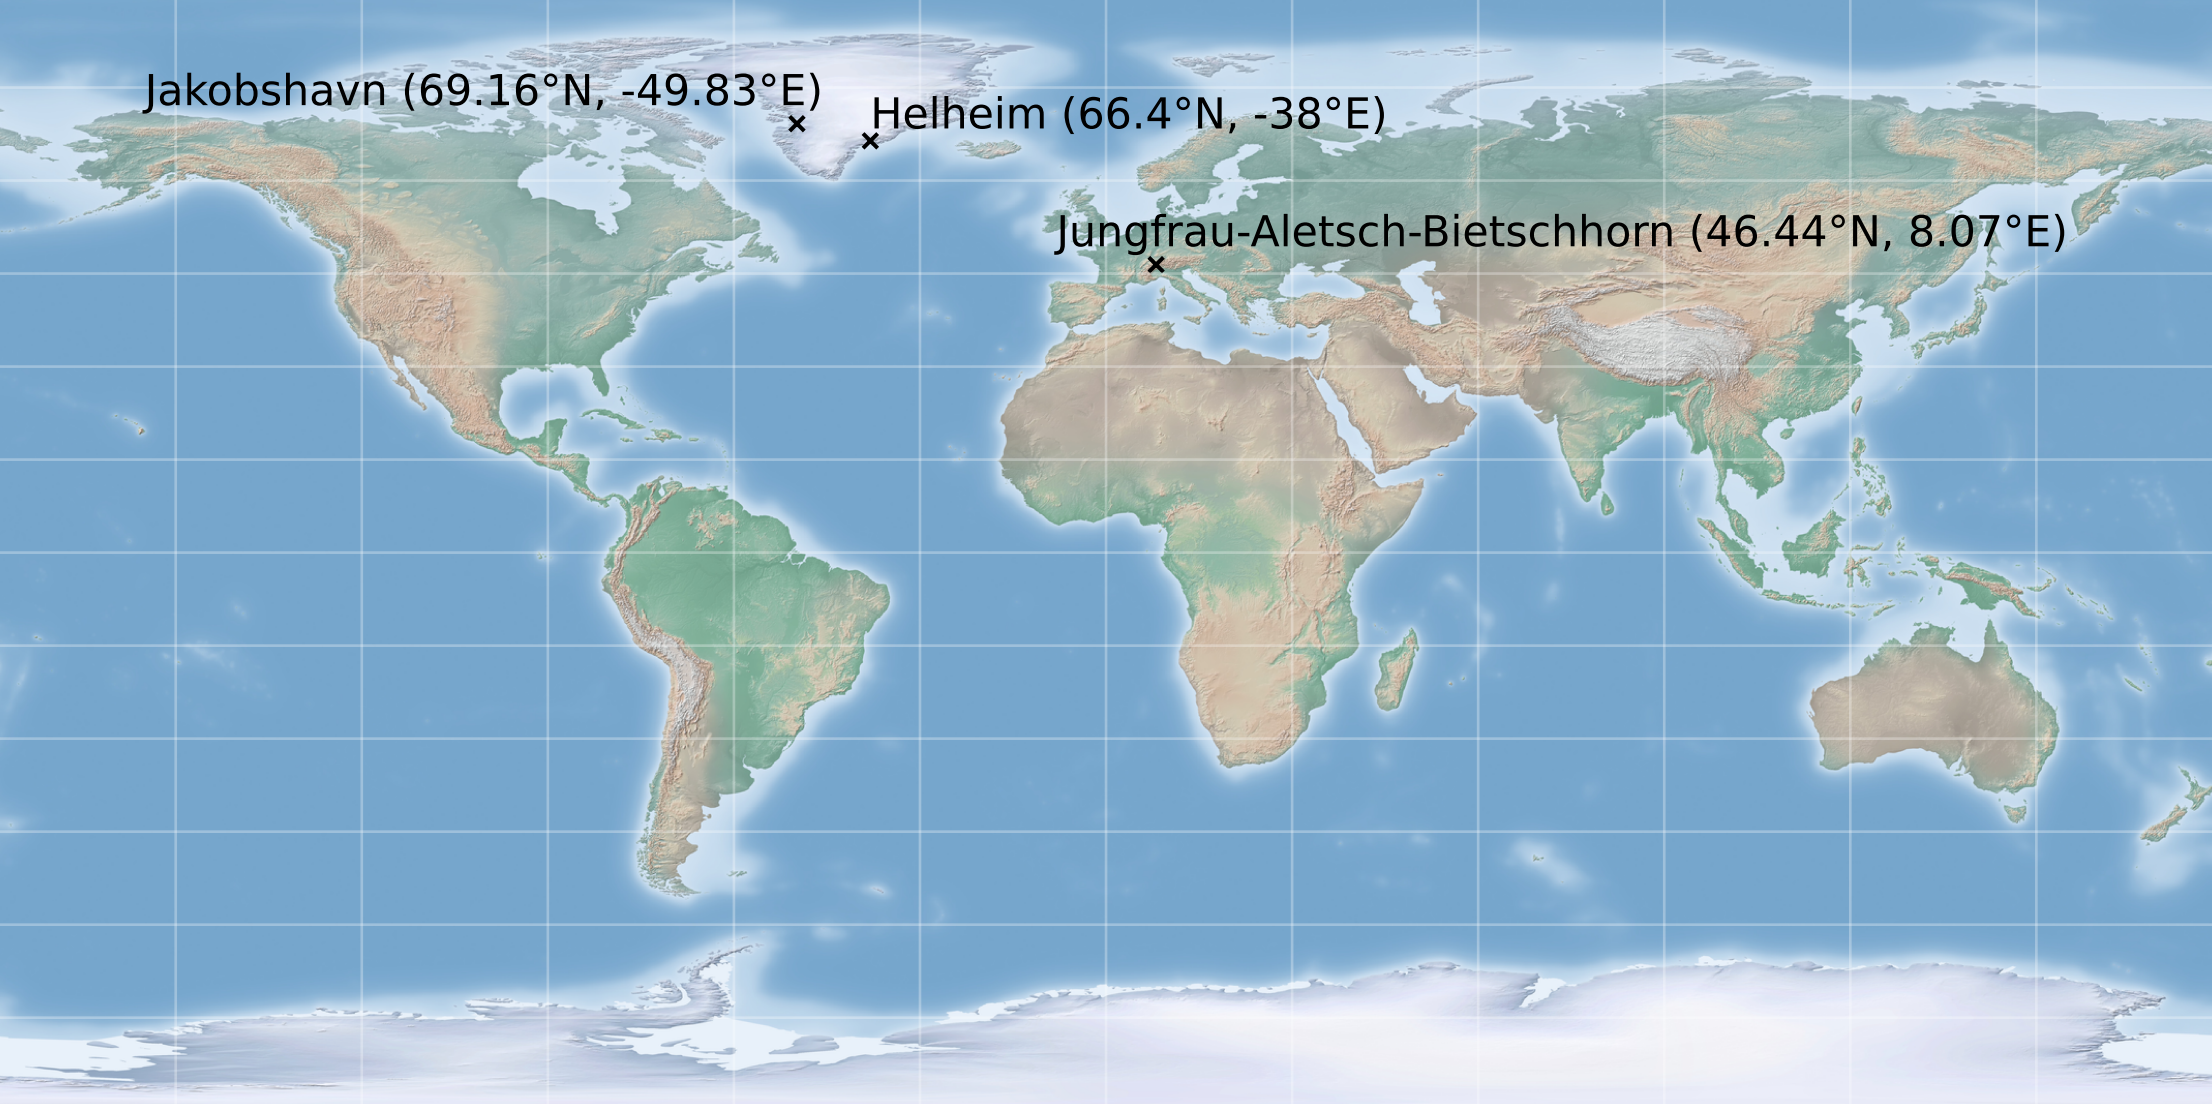 Jakobshavn (69.16°N, -49.83°E)
Helheim (66.4°N, -38°E)
Jungfrau-Aletsch-Bietschhorn (46.44°N, 8.07°E)